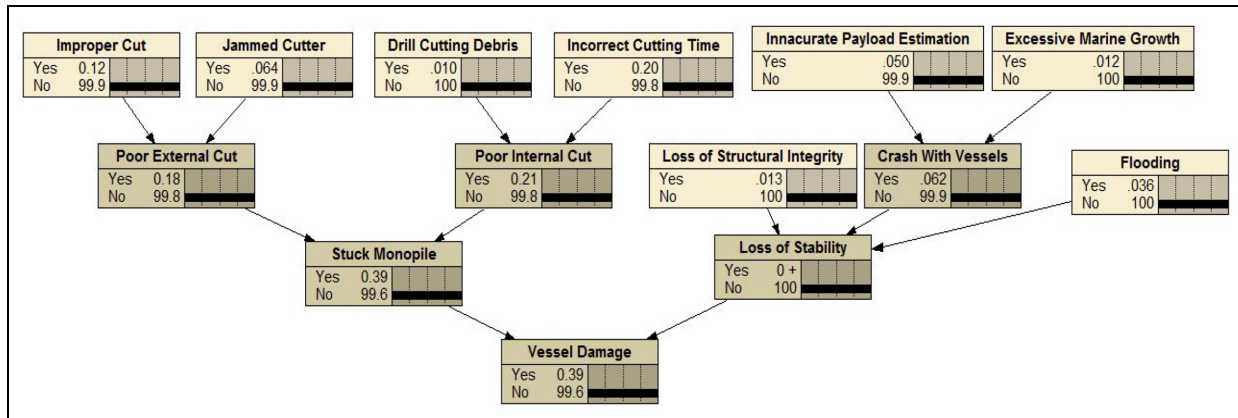 Improper Cut
Yes 0.12
No 99.9
Jammed Cutter
Yes .064
No 99.9
Drill Cutting Debris
Yes .010
No 100
Incorrect Cutting Time
Yes 0.20
No 99.8
Innacurate Payload Estimation
Yes .050
No 99.9
Excessive Marine Growth
Yes .012
No 100
Poor External Cut
Yes 0.18
No 99.8
Poor Internal Cut
Yes 0.21
No 99.8
Loss of Structural Integrity
Yes .013
No 100
Crash With Vessels
Yes .062
No 99.9
Flooding
Yes .036
No 100
Stuck Monopile
Yes 0.39
No 99.6
Loss of Stability
Yes 0 +
No 100
Vessel Damage
Yes 0.39
No 99.6